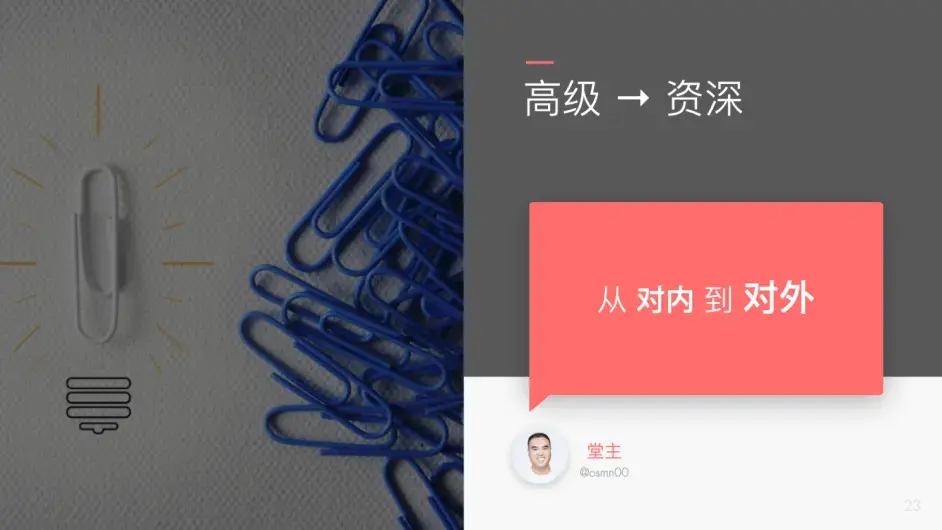 高级 → 资深
从 对内 到 对外
堂主
@osmn00
23